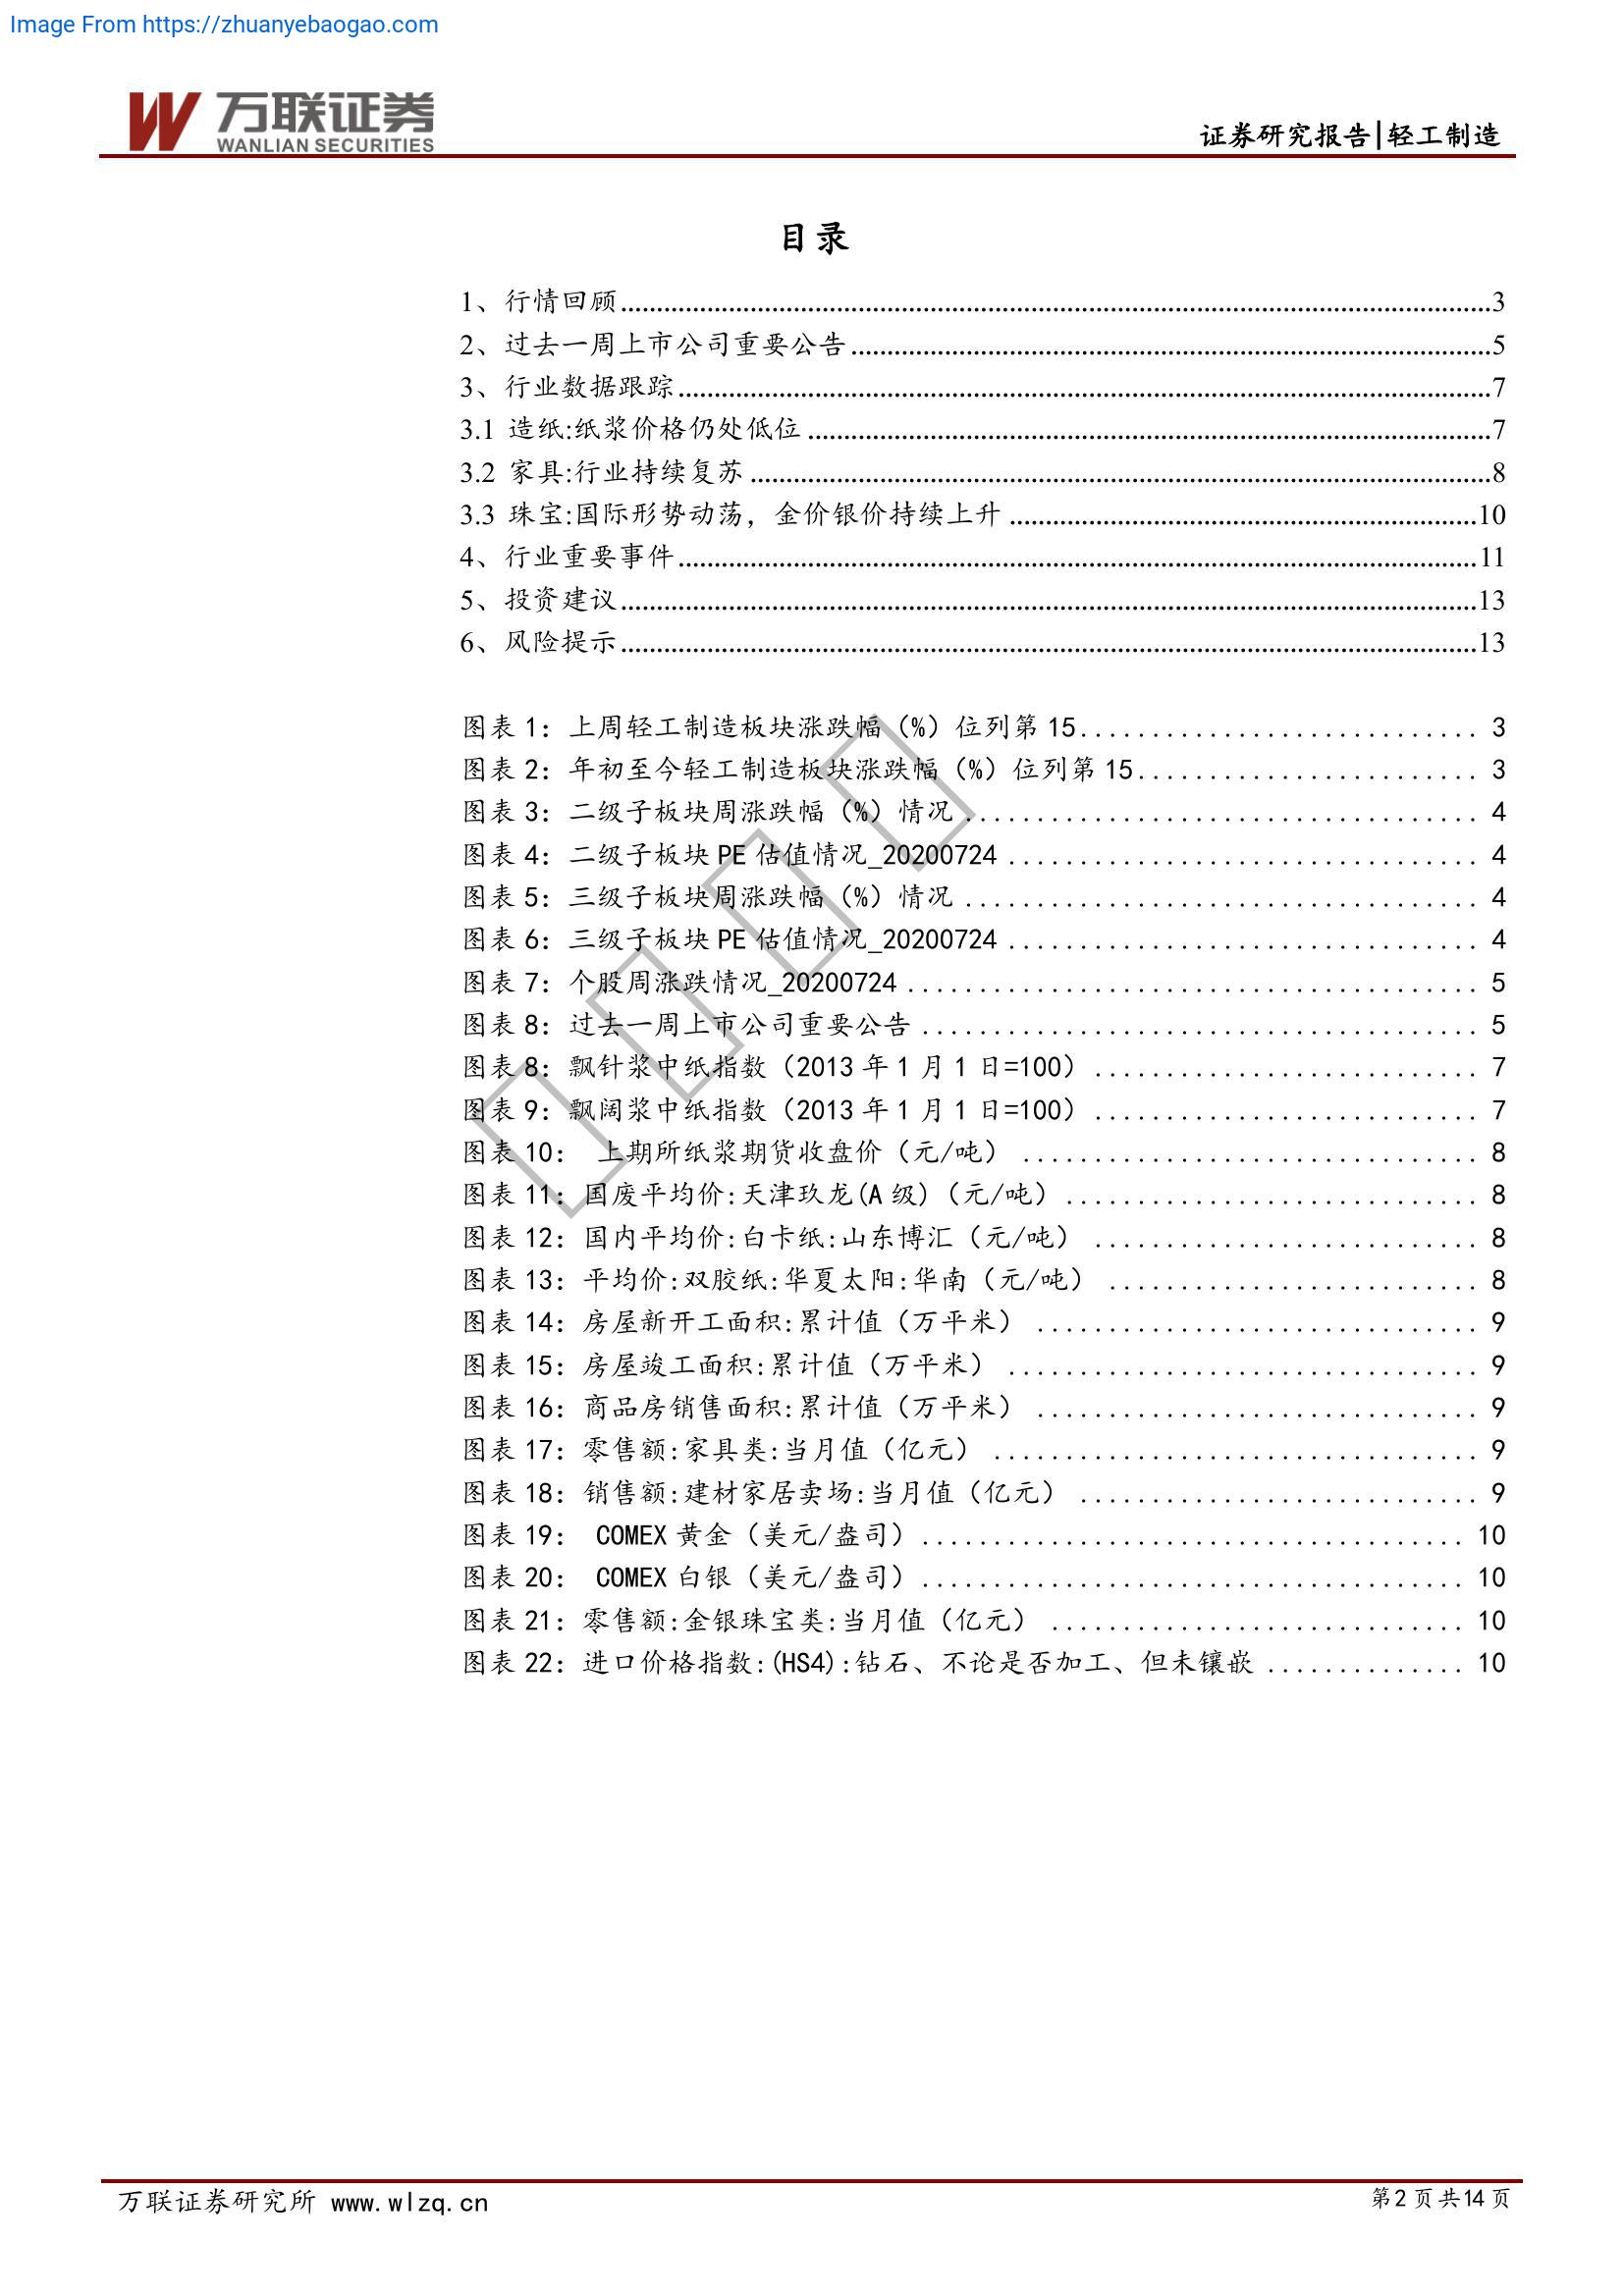 Image From https://zhuanyebaogao.com
万联证券
WANLIAN SECURITIES
证券研究报告|轻工制造
目录
1、行情回顾...3
2、过去一周上市公司重要公告...5
3、行业数据跟踪...7
3.1 造纸:纸浆价格仍处低位...7
3.2 家具:行业持续复苏...8
3.3 珠宝:国际形势动荡，金价银价持续上升...10
4、行业重要事件...11
5、投资建议...13
6、风险提示...13
图表 1：上周轻工制造板块涨跌幅（%）位列第 15... 3
图表 2：年初至今轻工制造板块涨跌幅（%）位列第 15... 3
图表 3：二级子板块周涨跌幅（%）情况... 4
图表 4：二级子板块 PE 估值情况_20200724... 4
图表 5：三级子板块周涨跌幅（%）情况... 4
图表 6：三级子板块 PE 估值情况_20200724... 4
图表 7：个股周涨跌情况_20200724... 5
图表 8：过去一周上市公司重要公告... 5
图表 8：飘针浆中纸指数（2013 年 1 月 1 日=100）... 7
图表 9：飘阔浆中纸指数（2013 年 1 月 1 日=100）... 7
图表 10： 上期所纸浆期货收盘价（元/吨）... 8
图表 11：国废平均价:天津玖龙(A 级)（元/吨）... 8
图表 12：国内平均价:白卡纸:山东博汇（元/吨）... 8
图表 13：平均价:双胶纸:华夏太阳:华南（元/吨）... 8
图表 14：房屋新开工面积:累计值（万平米）... 9
图表 15：房屋竣工面积:累计值（万平米）... 9
图表 16：商品房销售面积:累计值（万平米）... 9
图表 17：零售额:家具类:当月值（亿元）... 9
图表 18：销售额:建材家居卖场:当月值（亿元）... 9
图表 19： COMEX 黄金（美元/盎司）... 10
图表 20： COMEX 白银（美元/盎司）... 10
图表 21：零售额:金银珠宝类:当月值（亿元）... 10
图表 22：进口价格指数:(HS4):钻石、不论是否加工、但未镶嵌... 10
万联证券研究所 www.wlzq.cn
第 2 页 共 14 页